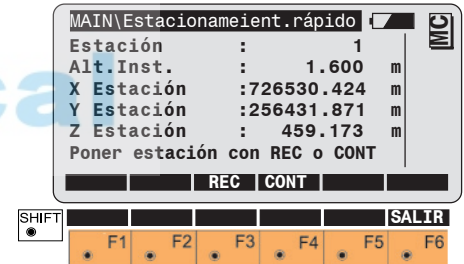 MAIN\Estacionameient.rápido MC
Estación : 1
Alt.Inst. : 1.600 m
X Estación :726530.424 m
Y Estación :256431.871 m
Z Estación : 459.173 m
Poner estación con REC o CONT
REC CONT
SHIFT SALIR
F1 F2 F3 F4 F5 F6